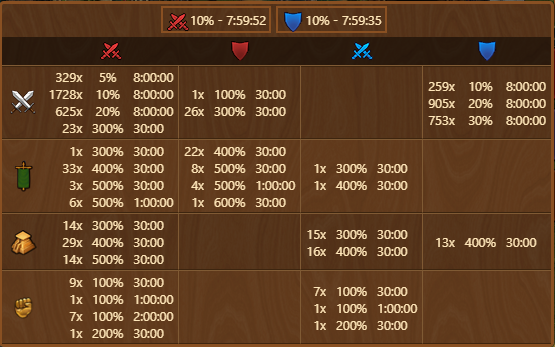 10% - 7:59:52
10% - 7:59:35
329x 5% 8:00:00
1728x 10% 8:00:00
625x 20% 8:00:00
23x 300% 30:00
1x 100% 30:00
26x 300% 30:00
259x 10% 8:00:00
905x 20% 8:00:00
753x 30% 8:00:00
1x 300% 30:00
33x 400% 30:00
3x 500% 30:00
6x 500% 1:00:00
22x 400% 30:00
8x 500% 30:00
4x 500% 1:00:00
1x 600% 30:00
1x 300% 30:00
1x 400% 30:00
14x 300% 30:00
29x 400% 30:00
14x 500% 30:00
15x 300% 30:00
16x 400% 30:00
13x 400% 30:00
9x 100% 30:00
1x 100% 1:00:00
7x 100% 2:00:00
1x 200% 30:00
7x 100% 30:00
1x 100% 1:00:00
1x 200% 30:00